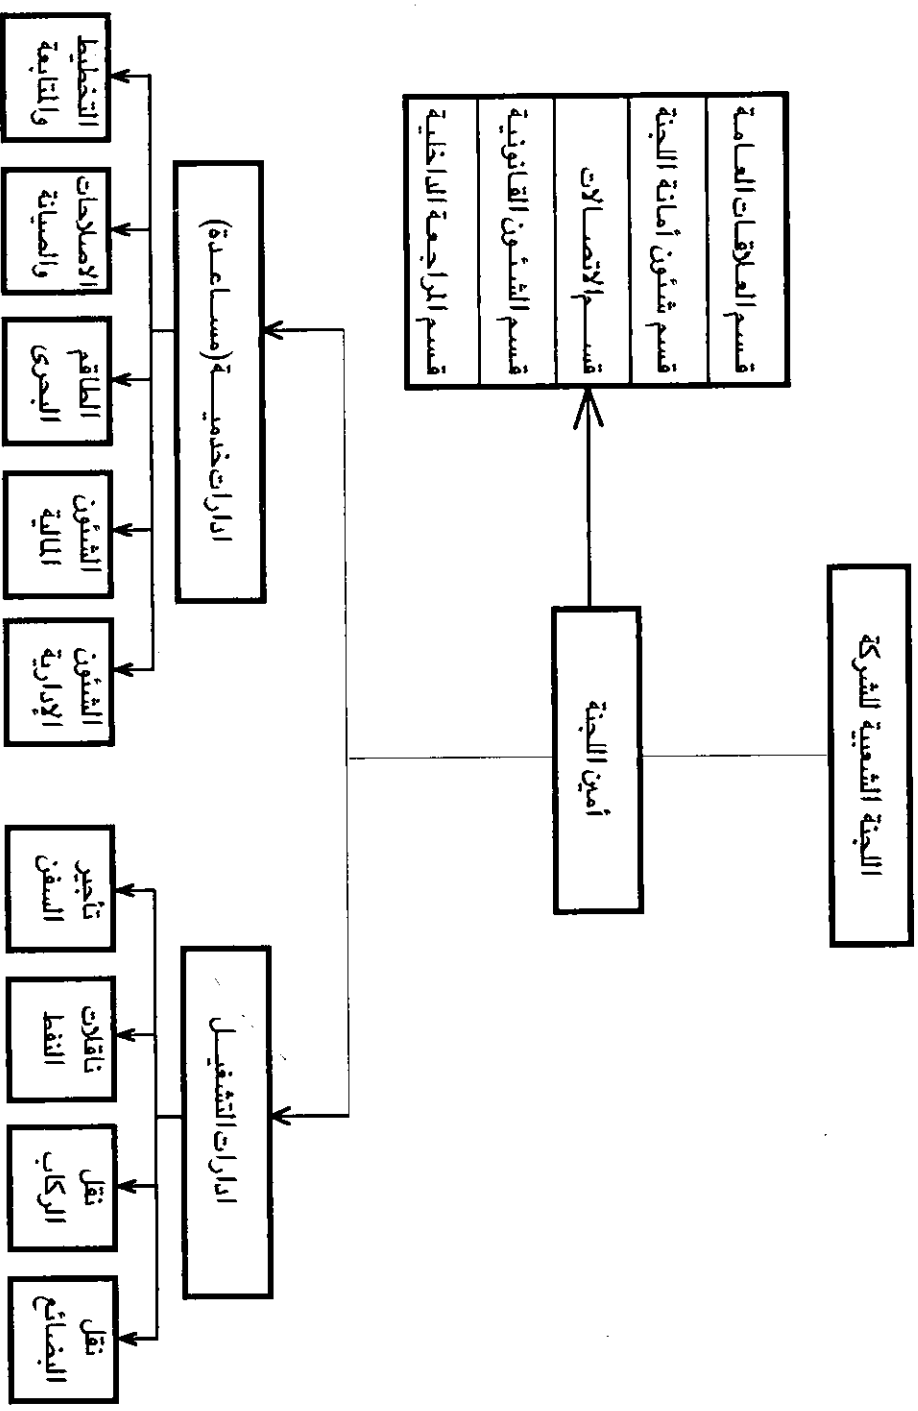 اللجنة الشعبية للشركة
أمين اللجنة
قسم العلاقات العامة
قسم شئون أمانة اللجنة
قسم الاتصالات
قسم الشئون القانونية
قسم المراجعة الداخلية
ادارات التشغيل
ادارات خدمية (مساعدة)
نقل
البضائع
نقل
الركاب
ناقلات
النفط
تأجير
السفن
الشئون
الإدارية
الشئون
المالية
الطاقم
البحرى
الاصلاحات
والصيانة
التخطيط
والمتابعة